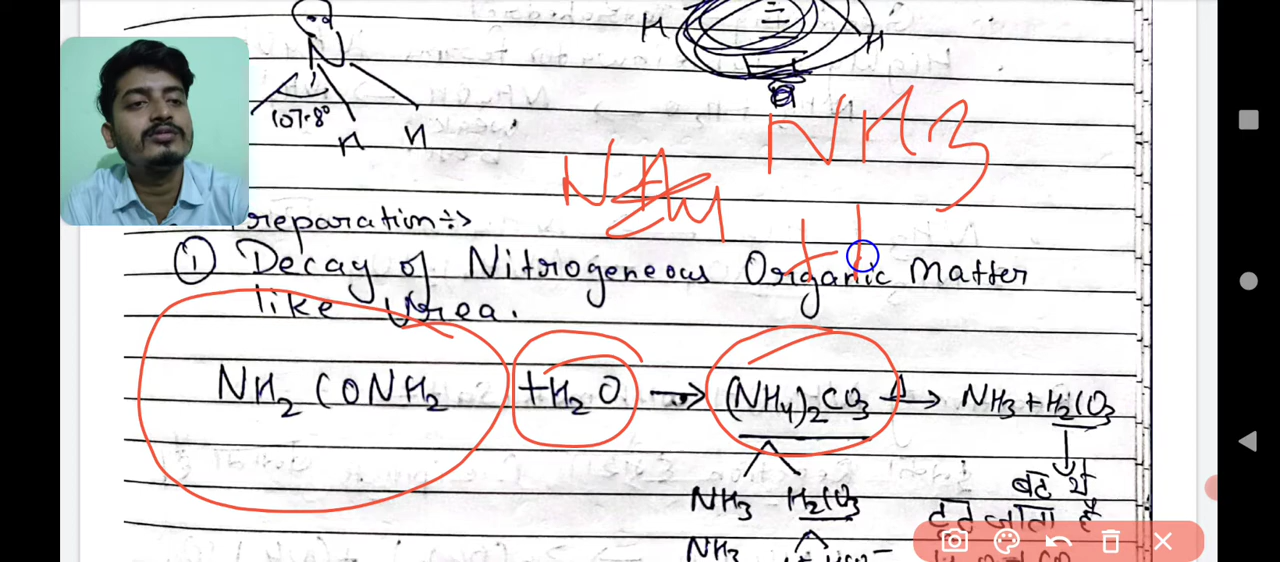 N
H
H
107.8°
H
H
NH3
NH4
+ H
reparation:->
① Decay of Nitrogeneous Organic Matter
like Urea.
NH₂CONH₂ + H₂O → (NH₄)₂CO₃ Δ→ NH₃ + H₂CO₃
NH₃ H₂CO₃
NH₃
टूट जाता है